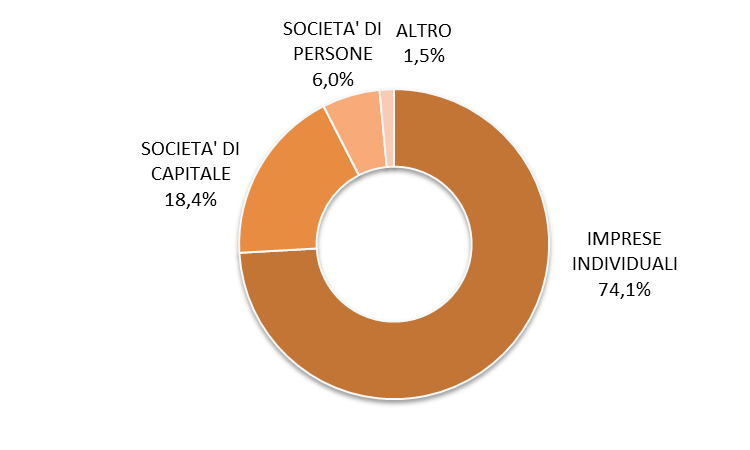 SOCIETA' DI
PERSONE
6,0%
ALTRO
1,5%
SOCIETA' DI
CAPITALE
18,4%
IMPRESE
INDIVIDUALI
74,1%